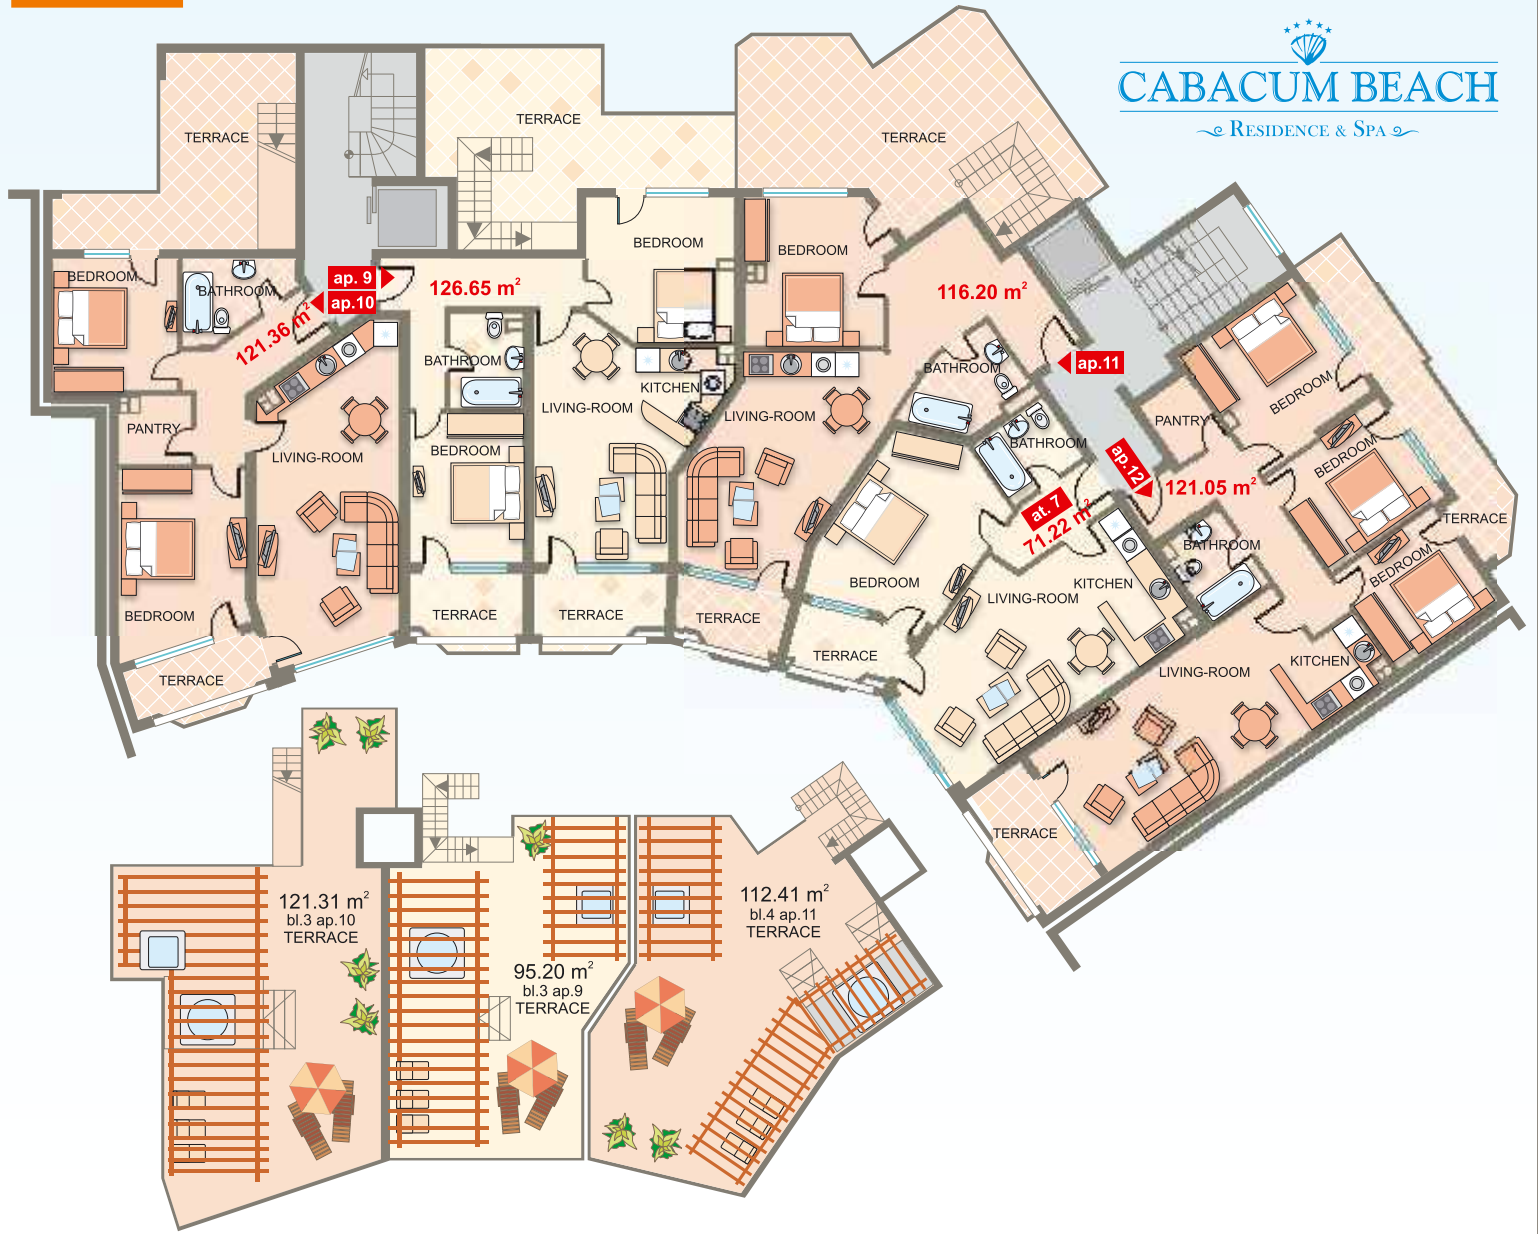 CABACUM BEACH
RESIDENCE & SPA
TERRACE
TERRACE
TERRACE
BEDROOM
BEDROOM
BEDROOM
BATHROOM
ap. 9
ap.10
121.36 m²
126.65 m²
116.20 m²
ap.11
BATHROOM
BATHROOM
KITCHEN
LIVING-ROOM
LIVING-ROOM
BEDROOM
PANTRY
PANTRY
LIVING-ROOM
BEDROOM
BATHROOM
BEDROOM
ap.12
121.05 m²
at. 7
71.22 m²
TERRACE
BATHROOM
BEDROOM
BEDROOM
KITCHEN
LIVING-ROOM
BEDROOM
TERRACE
TERRACE
TERRACE
TERRACE
KITCHEN
LIVING-ROOM
TERRACE
TERRACE
121.31 m²
bl.3 ap.10
TERRACE
95.20 m²
bl.3 ap.9
TERRACE
112.41 m²
bl.4 ap.11
TERRACE